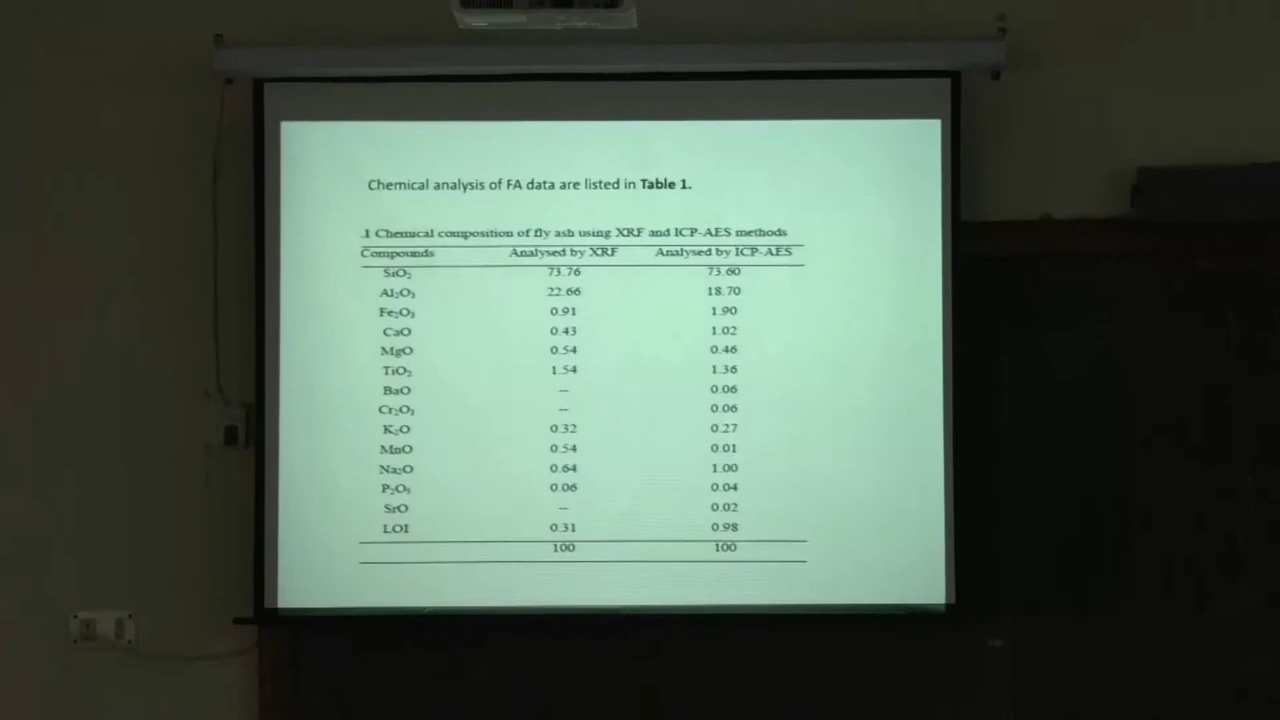 Chemical analysis of FA data are listed in Table 1.
.1 Chemical composition of fly ash using XRF and ICP-AES methods
Compounds Analysed by XRF Analysed by ICP-AES
SiO₂ 73.76 73.60
Al₂O₃ 22.66 18.70
Fe₂O₃ 0.91 1.90
CaO 0.43 1.02
MgO 0.54 0.46
TiO₂ 1.54 1.36
BaO -- 0.06
Cr₂O₃ -- 0.06
K₂O 0.32 0.27
MnO 0.54 0.01
Na₂O 0.64 1.00
P₂O₅ 0.06 0.04
SrO -- 0.02
LOI 0.31 0.98
100 100